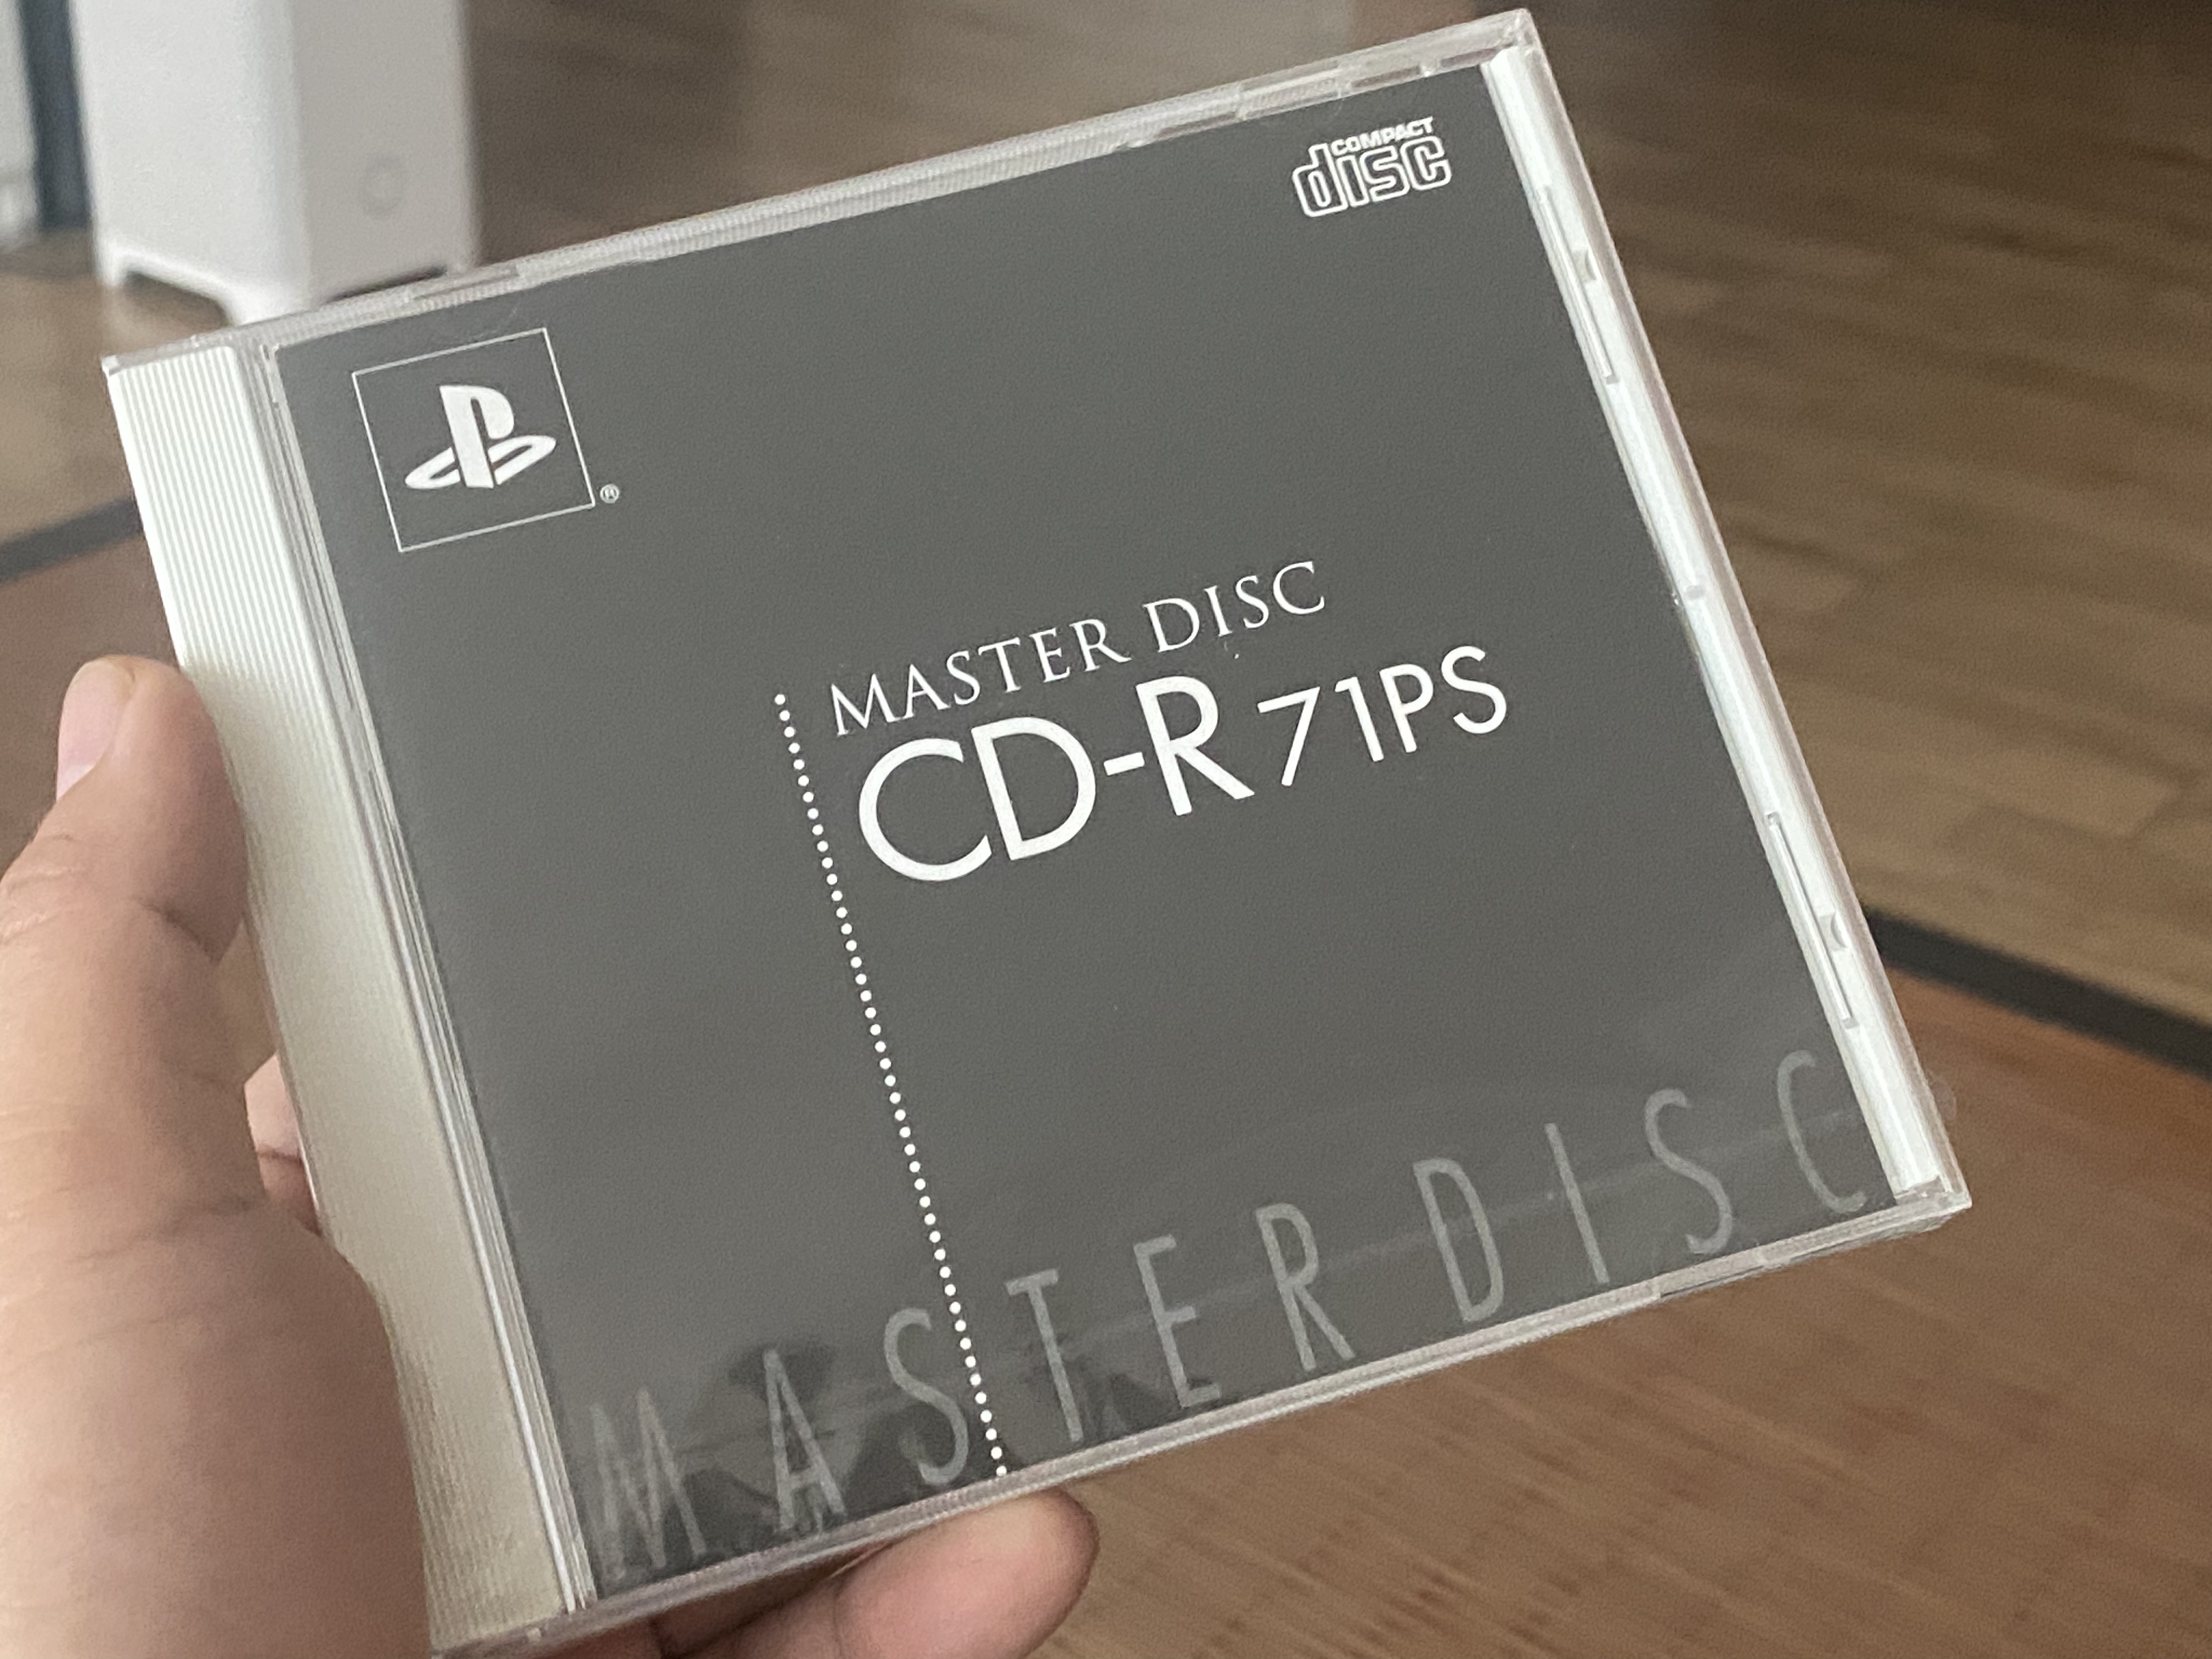 COMPACT
disc
®
MASTER DISC
CD-R 71PS
MASTER DISC